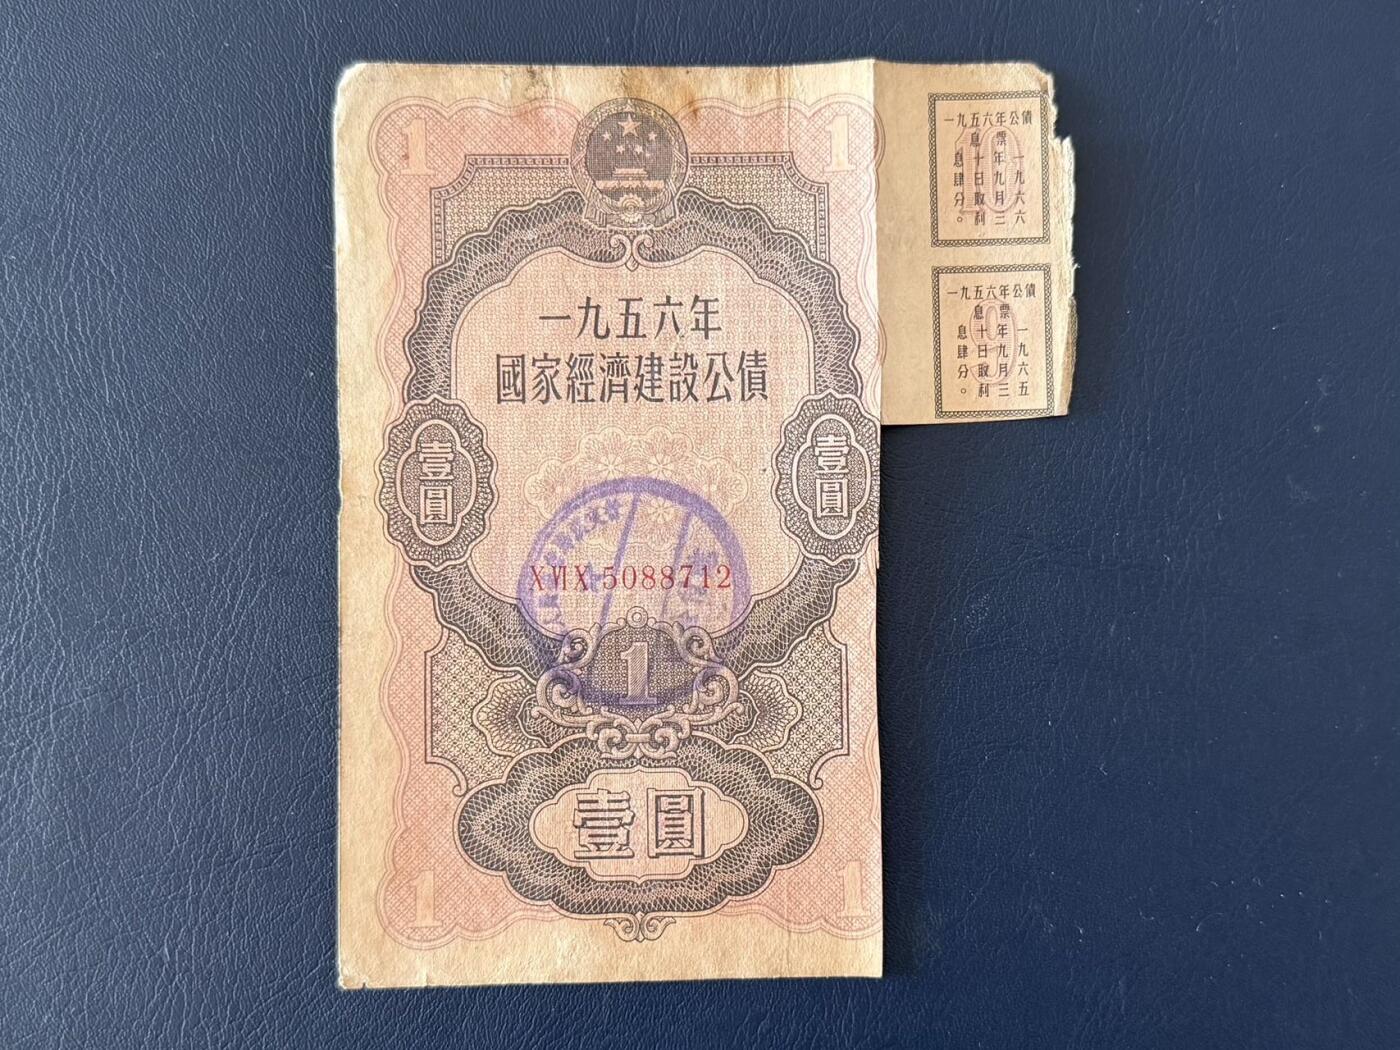 1
1
一九五六年
國家經濟建設公債
壹圓
壹圓
XVIX 5088712
1
壹圓
1
1
一九五六年公債
息票
10
一九六六
年九月三
十日取利
息肆分。
一九五六年公債
息票
9
一九六五
年九月三
十日取利
息肆分。